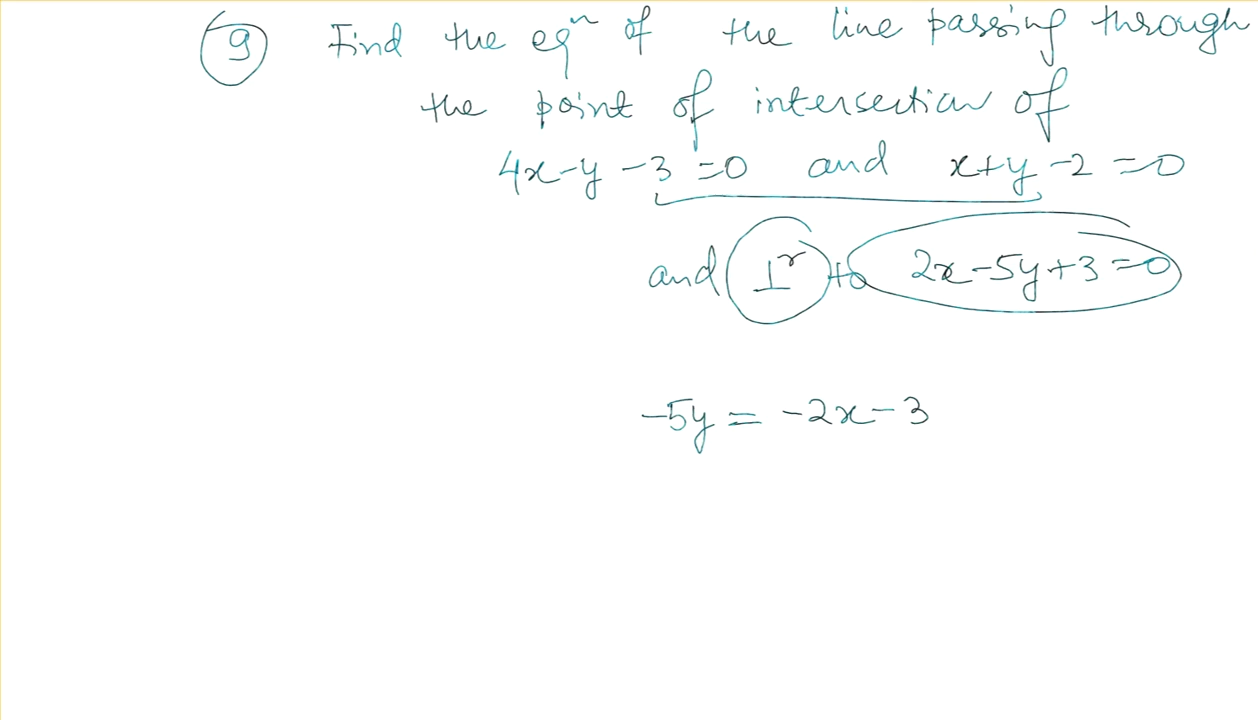 9 Find the eqn of the line passing through
the point of intersection of
4x-y-3=0 and x+y-2=0
and ⊥r to 2x-5y+3=0
-5y = -2x-3